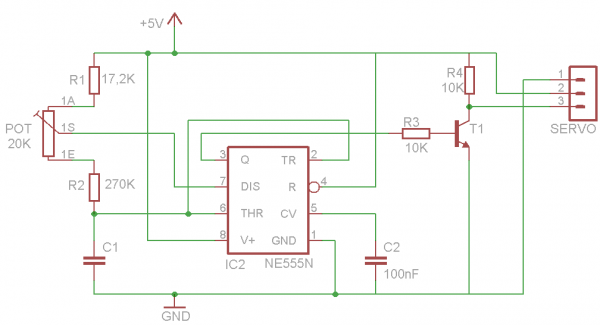 +5V
R1 17,2K
1A
POT
20K
1S
1E
R2 270K
C1
3 Q TR 2
7 DIS R 4
6 THR CV 5
8 V+ GND 1
IC2 NE555N
C2
100nF
R3
10K
R4
10K
T1
1
2
3
SERVO
GND